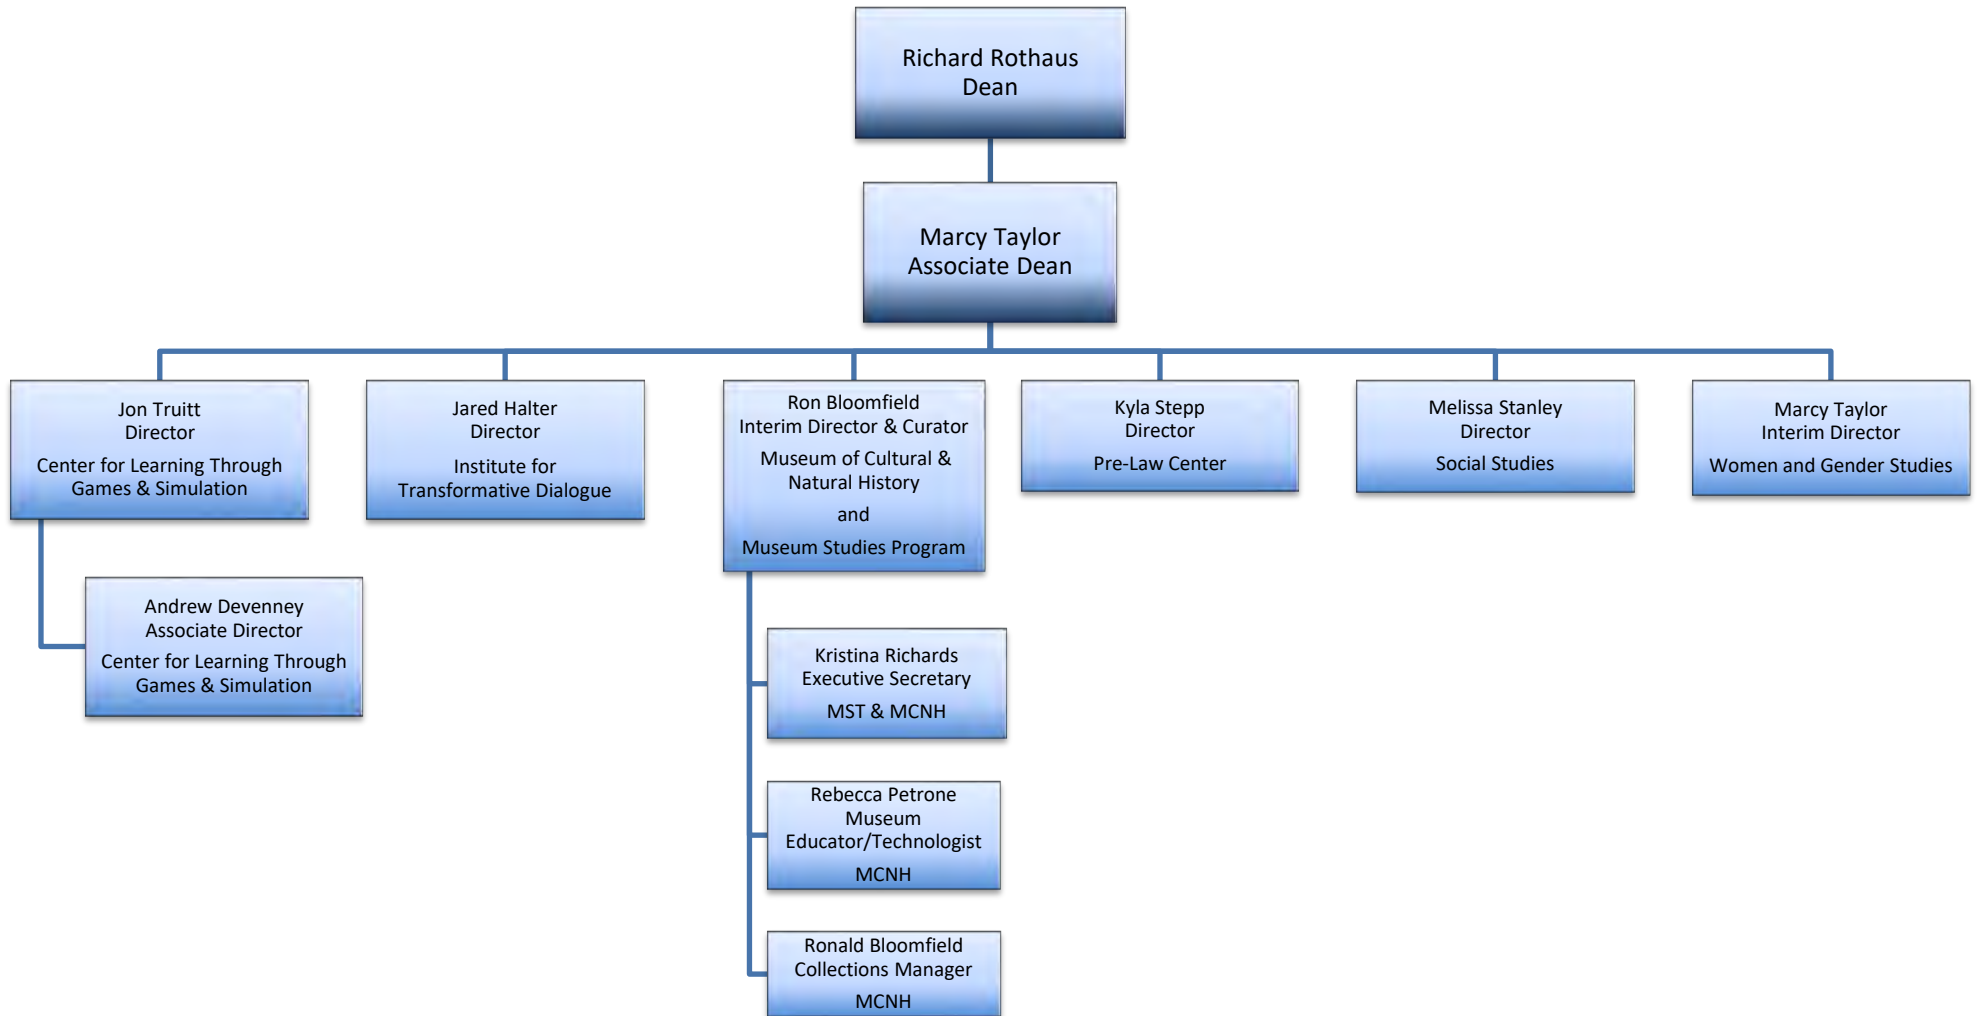 Richard Rothaus
Dean
Marcy Taylor
Associate Dean
Jon Truitt
Director
Center for Learning Through
Games & Simulation
Jared Halter
Director
Institute for
Transformative Dialogue
Ron Bloomfield
Interim Director & Curator
Museum of Cultural &
Natural History
and
Museum Studies Program
Kyla Stepp
Director
Pre-Law Center
Melissa Stanley
Director
Social Studies
Marcy Taylor
Interim Director
Women and Gender Studies
Andrew Devenney
Associate Director
Center for Learning Through
Games & Simulation
Kristina Richards
Executive Secretary
MST & MCNH
Rebecca Petrone
Museum
Educator/Technologist
MCNH
Ronald Bloomfield
Collections Manager
MCNH